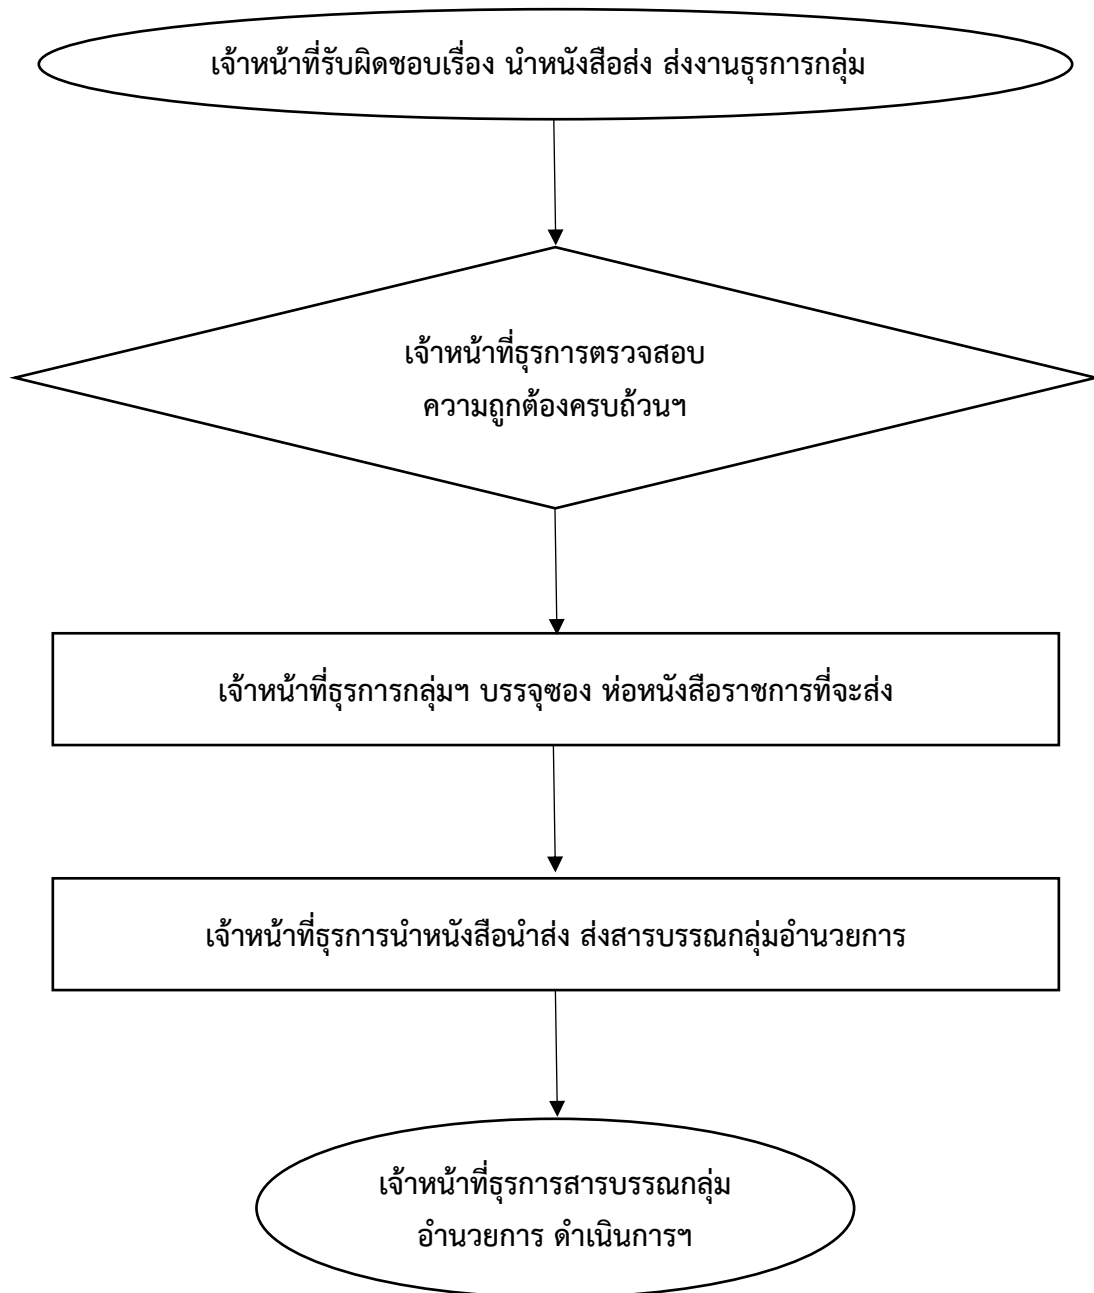 เจ้าหน้าที่รับผิดชอบเรื่อง นำหนังสือส่ง ส่งงานธุรการกลุ่ม
เจ้าหน้าที่ธุรการตรวจสอบ
ความถูกต้องครบถ้วนฯ
เจ้าหน้าที่ธุรการกลุ่มฯ บรรจุซอง ห่อหนังสือราชการที่จะส่ง
เจ้าหน้าที่ธุรการนำหนังสือนำส่ง ส่งสารบรรณกลุ่มอำนวยการ
เจ้าหน้าที่ธุรการสารบรรณกลุ่ม
อำนวยการ ดำเนินการฯ